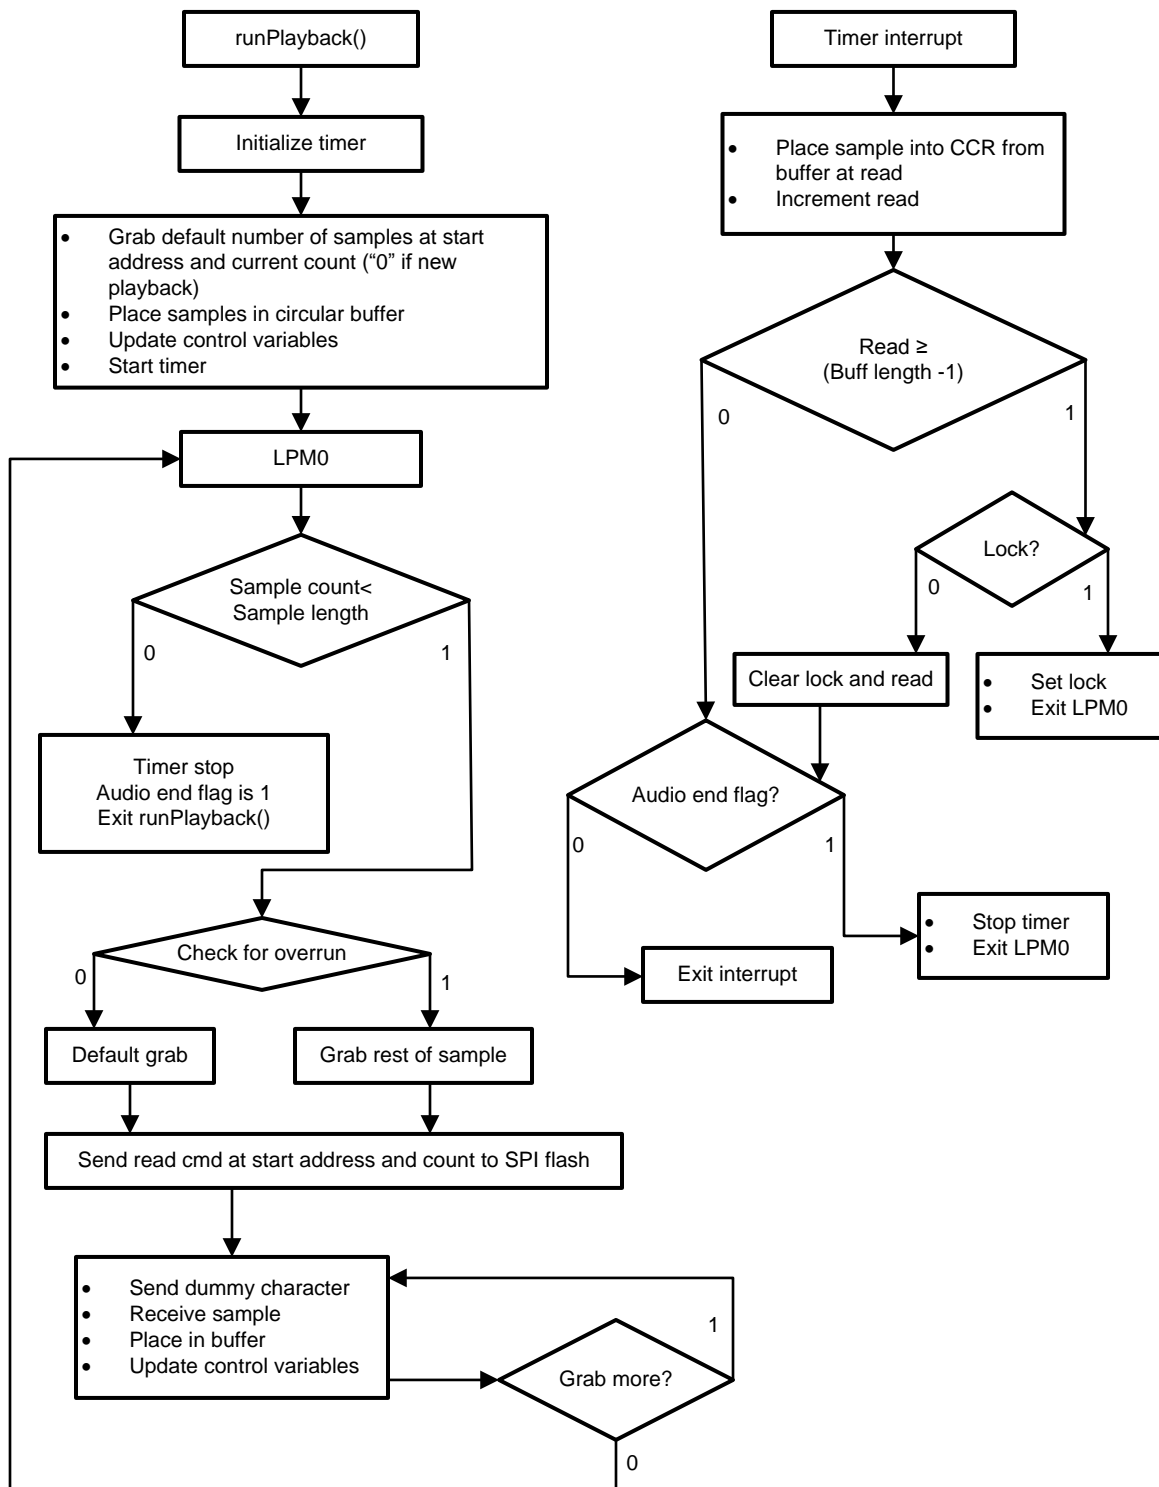 runPlayback()
Initialize timer
• Grab default number of samples at start
address and current count (“0” if new
playback)
• Place samples in circular buffer
• Update control variables
• Start timer
LPM0
Sample count<
Sample length
0
1
Timer stop
Audio end flag is 1
Exit runPlayback()
Check for overrun
0
1
Default grab
Grab rest of sample
Send read cmd at start address and count to SPI flash
• Send dummy character
• Receive sample
• Place in buffer
• Update control variables
Grab more?
1
0
Timer interrupt
• Place sample into CCR from
buffer at read
• Increment read
Read ≥
(Buff length -1)
0
1
Lock?
0
1
Clear lock and read
• Set lock
• Exit LPM0
Audio end flag?
0
1
• Stop timer
• Exit LPM0
Exit interrupt